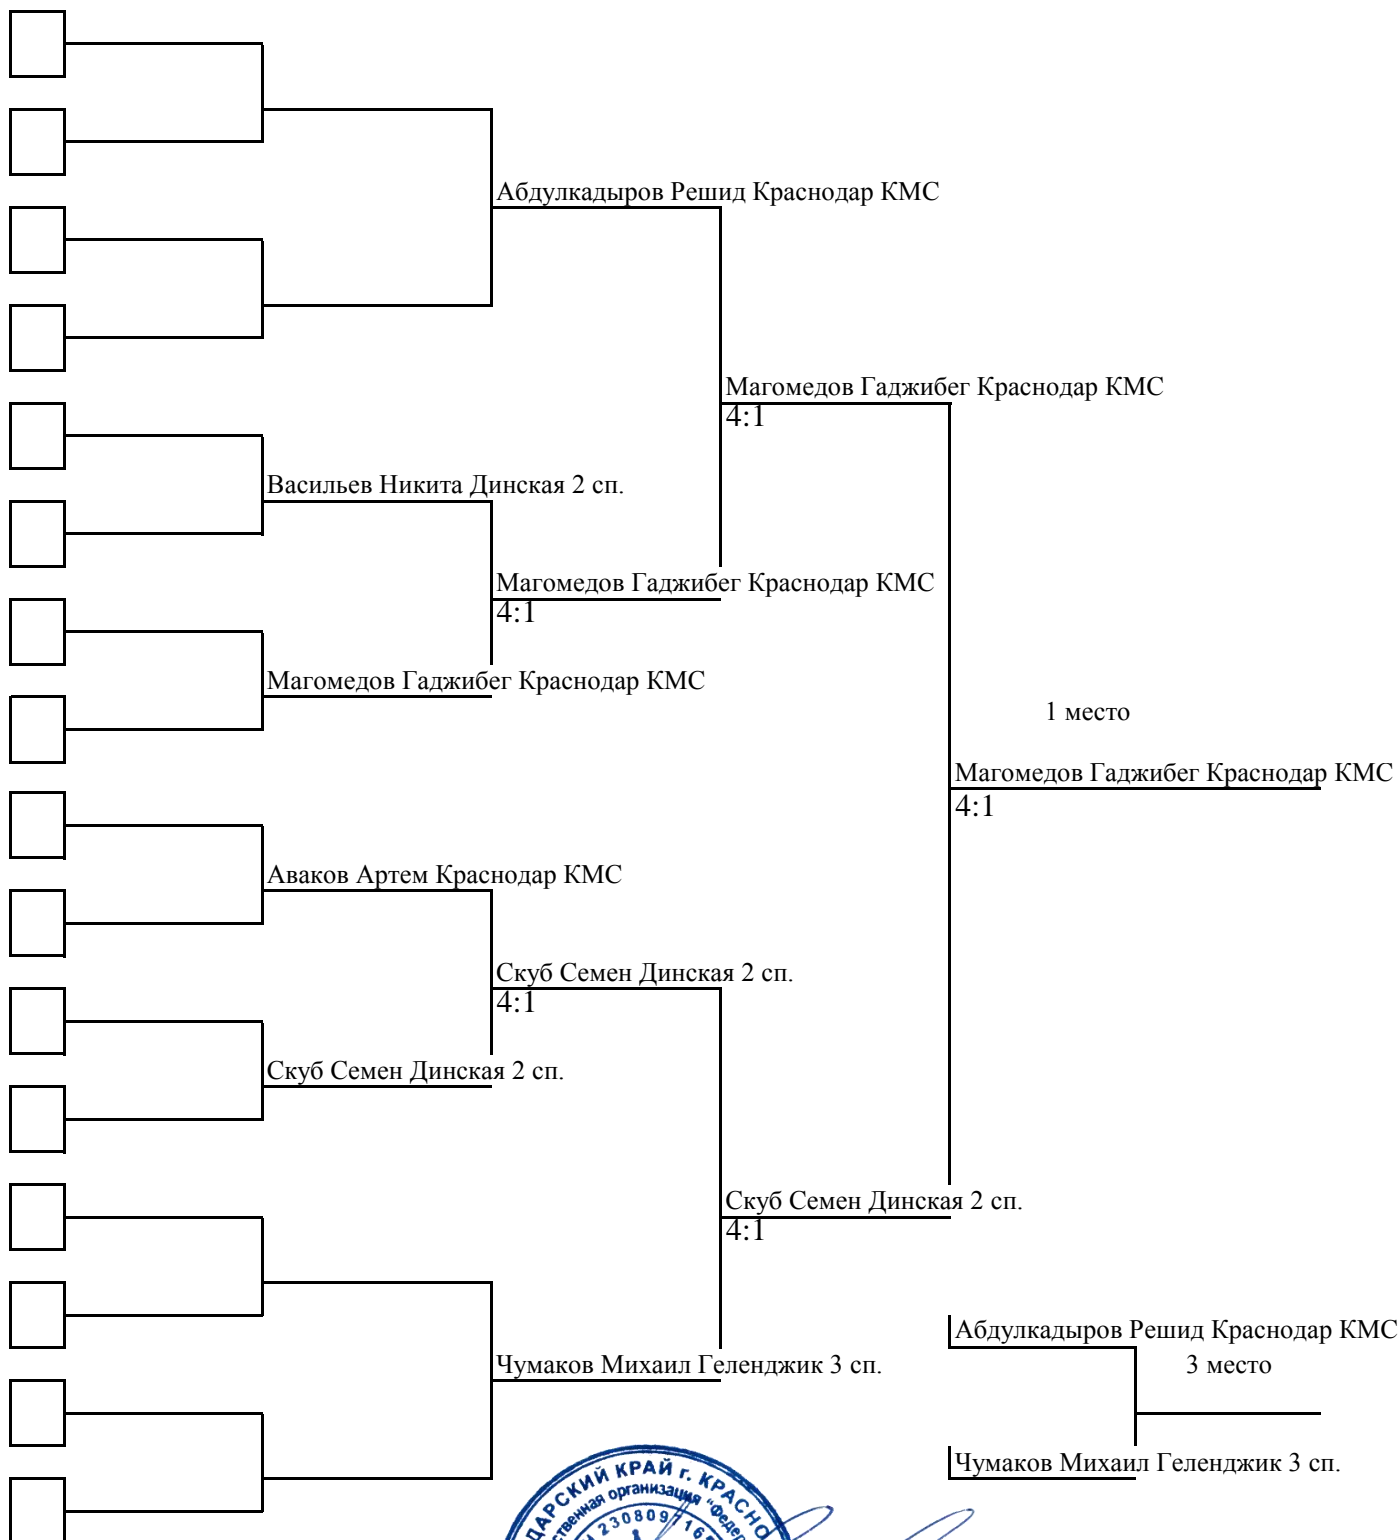 Абдулкадыров Решид Краснодар КМС
Магомедов Гаджибег Краснодар КМС
4:1
Васильев Никита Динская 2 сп.
Магомедов Гаджибег Краснодар КМС
4:1
Магомедов Гаджибег Краснодар КМС
1 место
Магомедов Гаджибег Краснодар КМС
4:1
Аваков Артем Краснодар КМС
Скуб Семен Динская 2 сп.
4:1
Скуб Семен Динская 2 сп.
Скуб Семен Динская 2 сп.
4:1
Абдулкадыров Решид Краснодар КМС
Чумаков Михаил Геленджик 3 сп.
3 место
Чумаков Михаил Геленджик 3 сп.
КРАЙ г.
организация